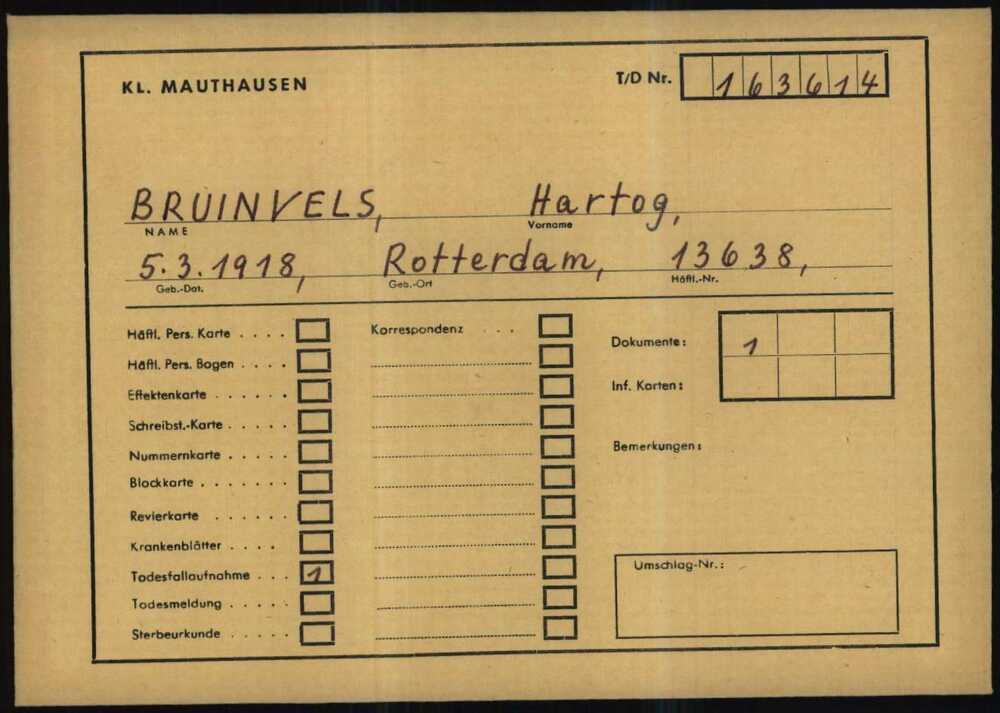 KL. MAUTHAUSEN
T/D Nr. 163614
BRUINVELS, Hartog,
NAME Vorname
5.3.1918, Rotterdam, 13638,
Geb.-Dat. Geb.-Ort Häftl.-Nr.
Häftl. Pers. Karte . . . .
Häftl. Pers. Bogen . . . .
Effektenkarte . . . . . .
Schreibst.-Karte . . . . .
Nummernkarte . . . . .
Blockkarte . . . . . . .
Revierkarte . . . . . .
Krankenblätter . . . .
Todesfallaufnahme . . . 1
Todesmeldung . . . . .
Sterbeurkunde . . . . .
Korrespondenz . . .
Dokumente: 1
Inf. Karten:
Bemerkungen:
Umschlag-Nr.: